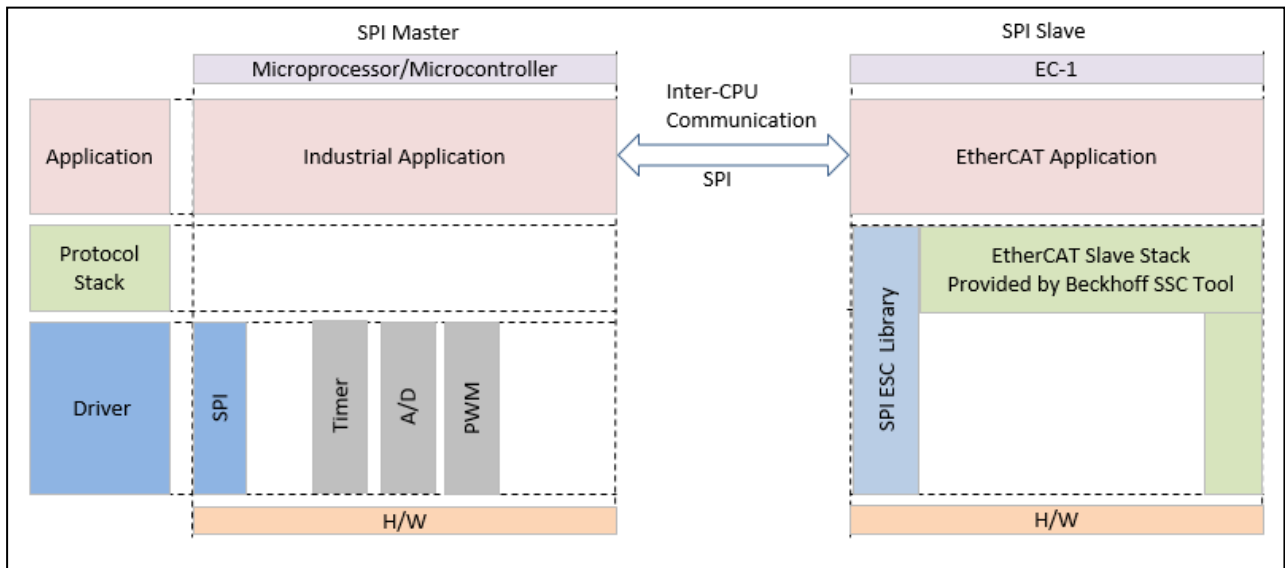 SPI Master
SPI Slave
Microprocessor/Microcontroller
EC-1
Inter-CPU
Communication
SPI
Application
Industrial Application
EtherCAT Application
Protocol
Stack
EtherCAT Slave Stack
Provided by Beckhoff SSC Tool
SPI ESC Library
Driver
SPI
Timer
A/D
PWM
H/W
H/W